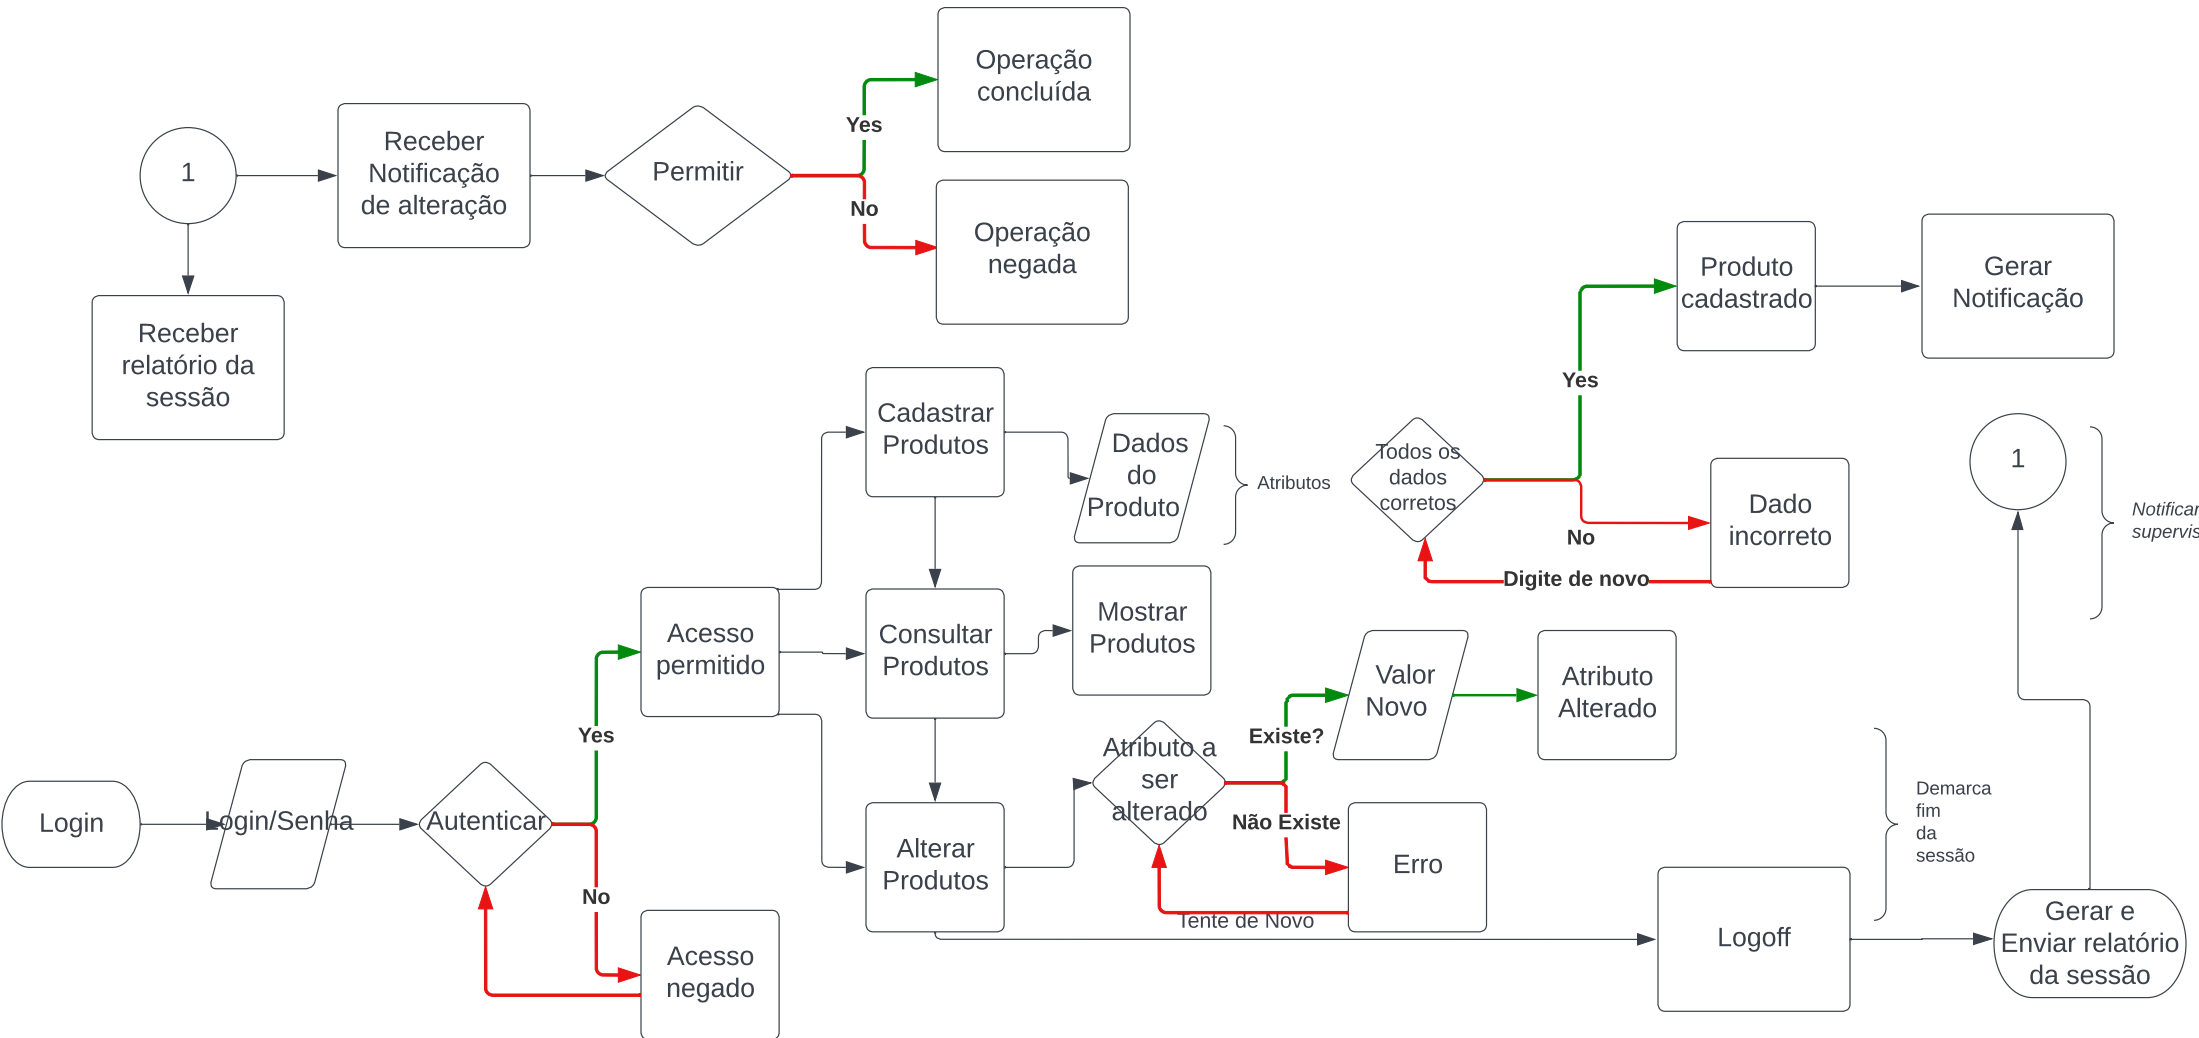 Operação
concluída
Yes
1
Receber
Notificação
de alteração
Permitir
No
Operação
negada
Receber
relatório da
sessão
Produto
cadastrado
Gerar
Notificação
Yes
Cadastrar
Produtos
Dados
do
Produto
Atributos
Todos os
dados
corretos
No
Dado
incorreto
Digite de novo
1
Notificar
supervis
Acesso
permitido
Consultar
Produtos
Mostrar
Produtos
Valor
Novo
Atributo
Alterado
Existe?
Atributo a
ser
alterado
Não Existe
Erro
Tente de Novo
Yes
Login
Login/Senha
Autenticar
No
Acesso
negado
Alterar
Produtos
Logoff
Demarca
fim
da
sessão
Gerar e
Enviar relatório
da sessão